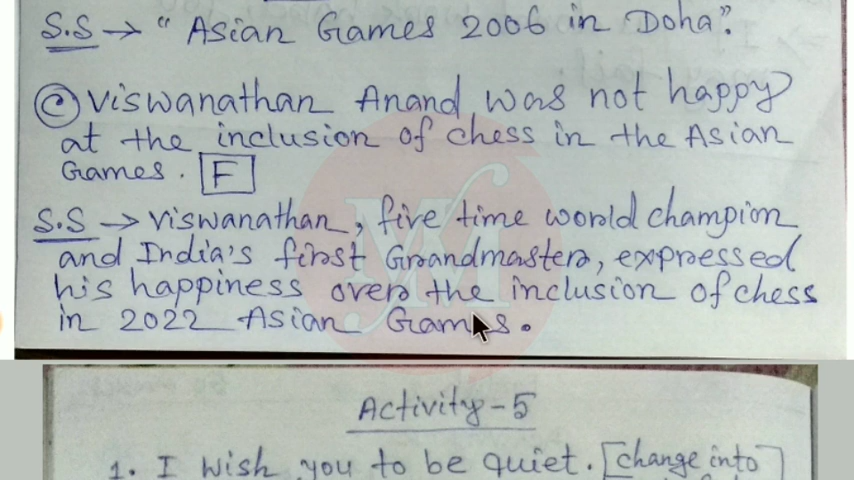 S.S → " Asian Games 2006 in Doha".
(c) Viswanathan Anand was not happy
at the inclusion of chess in the Asian
Games. F
S.S → Viswanathan, five time world champion
and India's first Grandmaster, expressed
his happiness over the inclusion of chess
in 2022 Asian Games.
Activity-5
1. I wish you to be quiet. [change into]